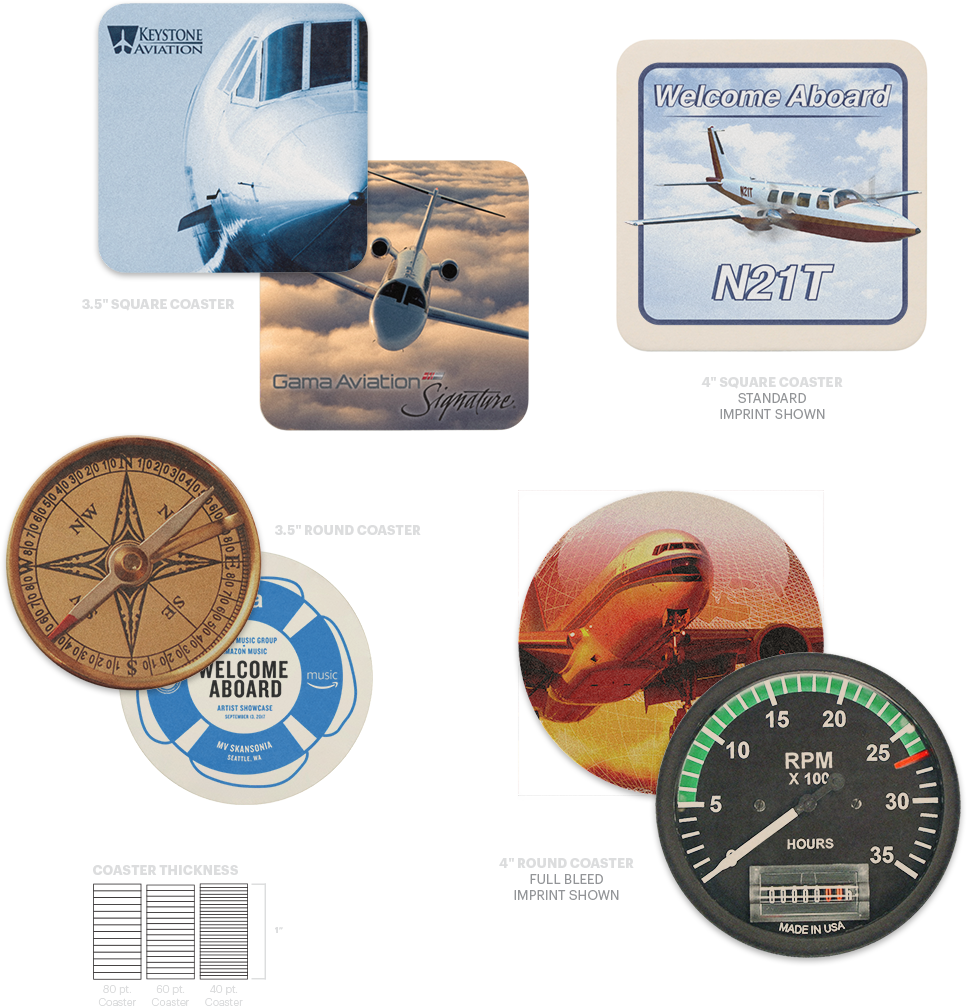 KEYSTONE
AVIATION
Welcome Aboard
N21T
N21T
3.5" SQUARE COASTER
Gama Aviation
Signature.
4" SQUARE COASTER
STANDARD
IMPRINT SHOWN
N
NW
E
SE
S
W
3.5" ROUND COASTER
MUSIC GROUP
MAZON MUSIC
WELCOME
ABOARD
music
ARTIST SHOWCASE
SEPTEMBER 13, 2017
MV SKANSONIA
SEATTLE, WA
15 20
10 25
RPM
X 100
5 30
HOURS
35
MADE IN USA
4" ROUND COASTER
FULL BLEED
IMPRINT SHOWN
COASTER THICKNESS
1"
80 pt. 60 pt. 40 pt.
Coaster Coaster Coaster